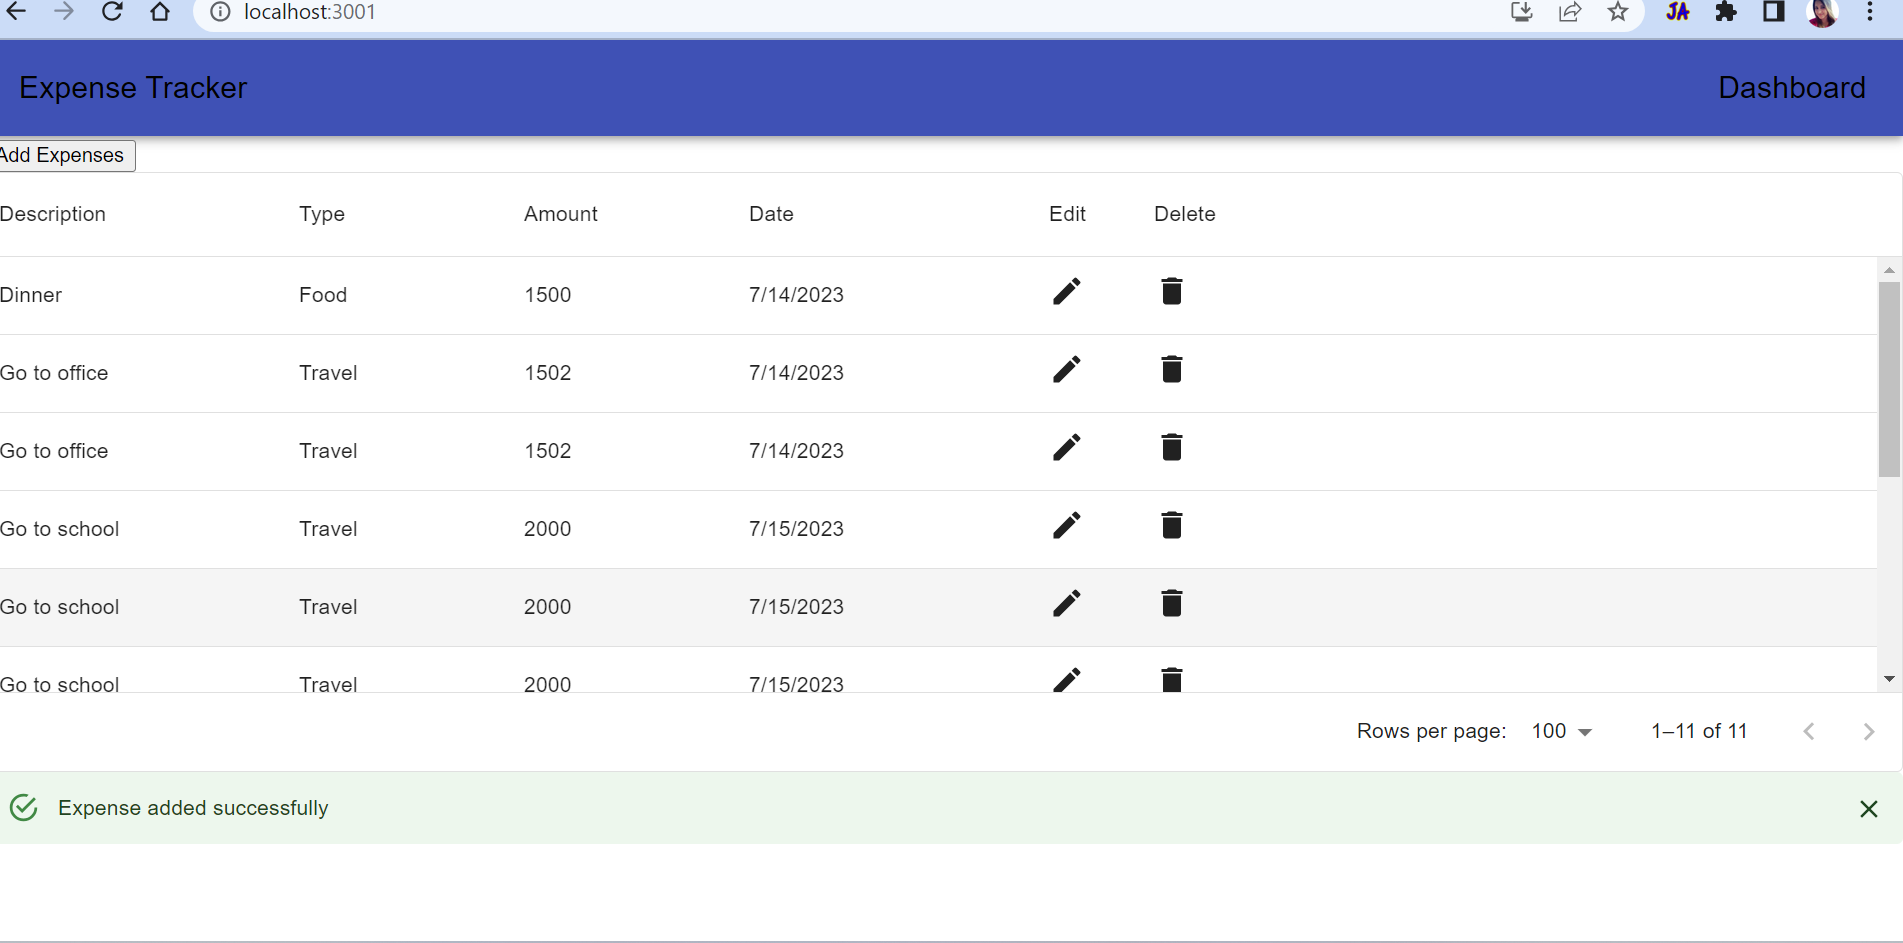 localhost:3001
JA
Expense Tracker Dashboard
Add Expenses
Description Type Amount Date Edit Delete
Dinner Food 1500 7/14/2023
Go to office Travel 1502 7/14/2023
Go to office Travel 1502 7/14/2023
Go to school Travel 2000 7/15/2023
Go to school Travel 2000 7/15/2023
Go to school Travel 2000 7/15/2023
Rows per page: 100 1–11 of 11
Expense added successfully